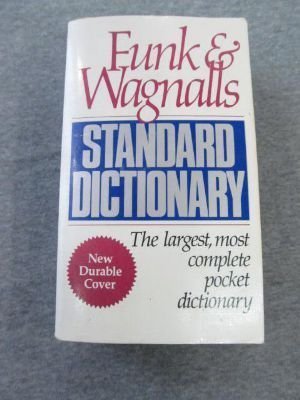 Funk &
Wagnalls
STANDARD
DICTIONARY
The largest, most
complete
pocket
dictionary
New
Durable
Cover